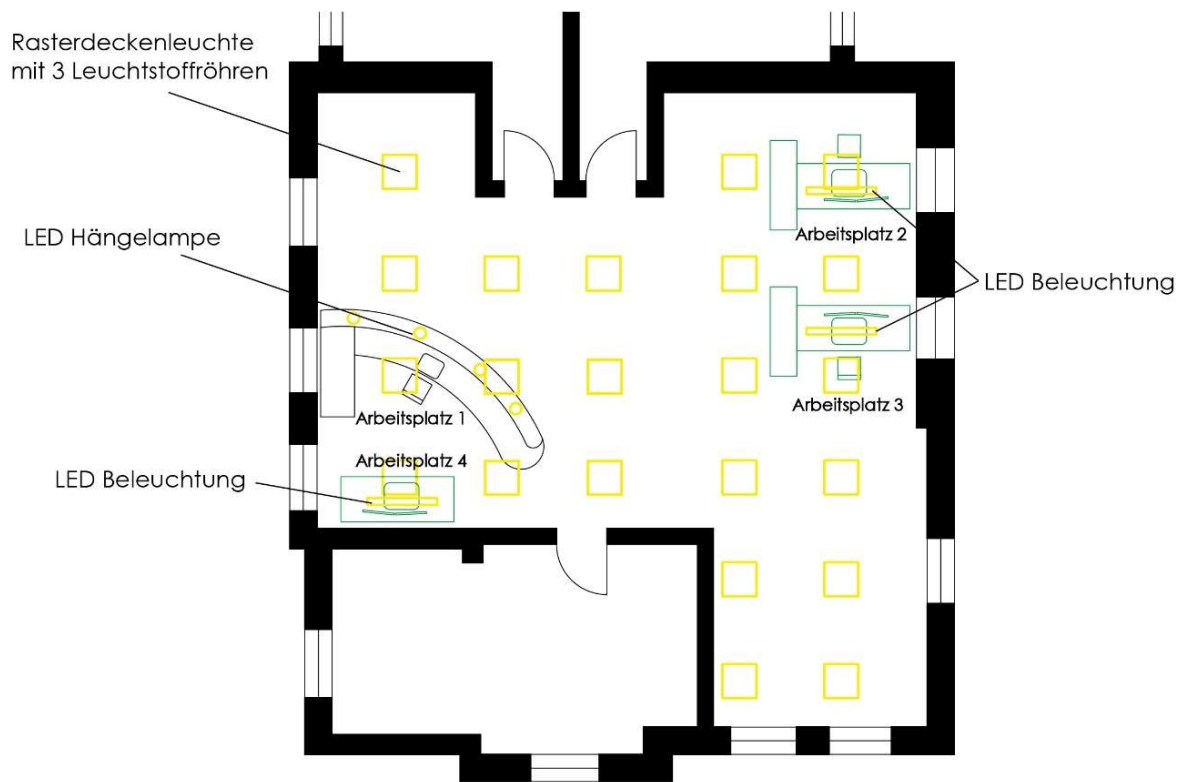 Rasterdeckenleuchte
mit 3 Leuchtstoffröhren
LED Hängelampe
Arbeitsplatz 2
LED Beleuchtung
Arbeitsplatz 3
Arbeitsplatz 1
Arbeitsplatz 4
LED Beleuchtung